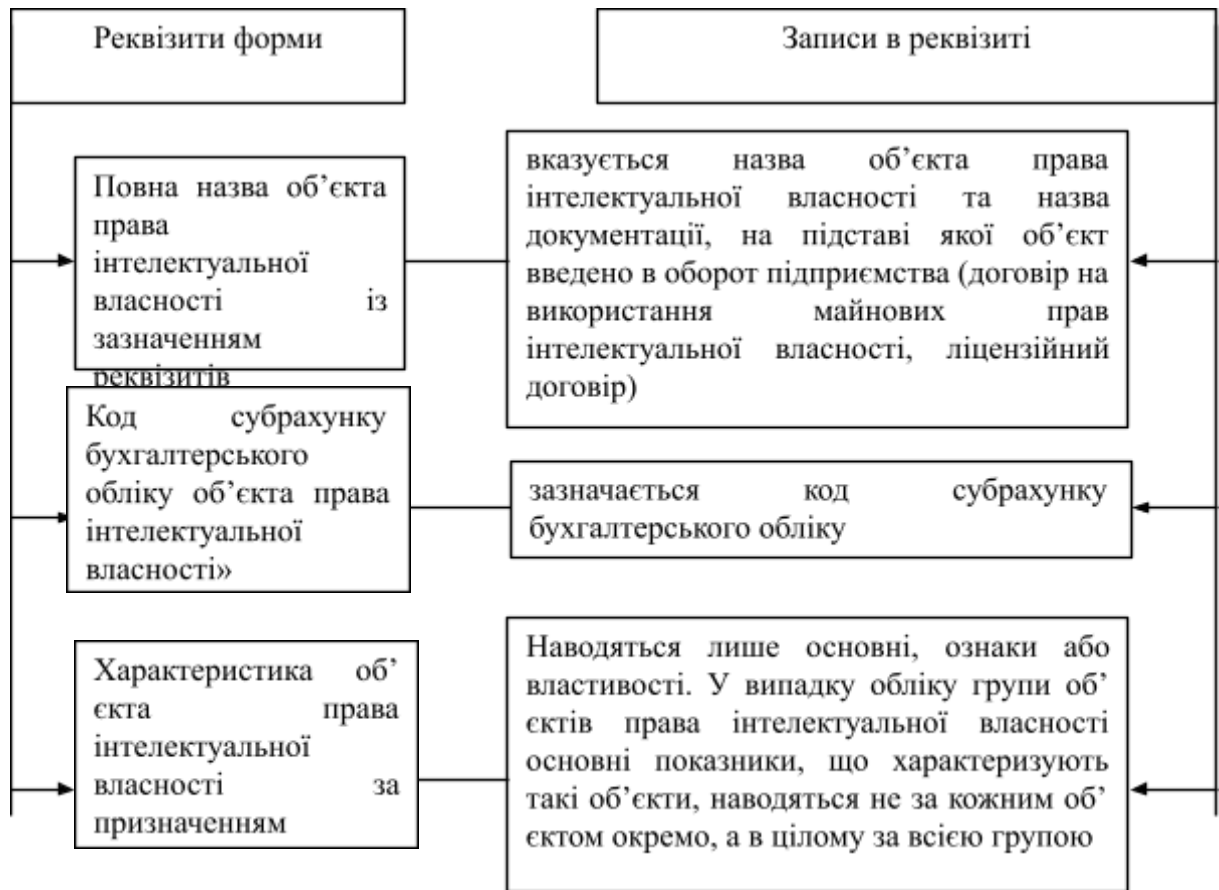 Реквізити форми
Записи в реквізиті
Повна назва об’єкта
права
інтелектуальної
власності із
зазначенням
реквізитів
вказується назва об’єкта права
інтелектуальної власності та назва
документації, на підставі якої об’єкт
введено в оборот підприємства (договір на
використання майнових прав
інтелектуальної власності, ліцензійний
договір)
Код субрахунку
бухгалтерського
обліку об’єкта права
інтелектуальної
власності»
зазначається код субрахунку
бухгалтерського обліку
Характеристика об’
єкта права
інтелектуальної
власності за
призначенням
Наводяться лише основні, ознаки або
властивості. У випадку обліку групи об’
єктів права інтелектуальної власності
основні показники, що характеризують
такі об’єкти, наводяться не за кожним об’
єктом окремо, а в цілому за всією групою